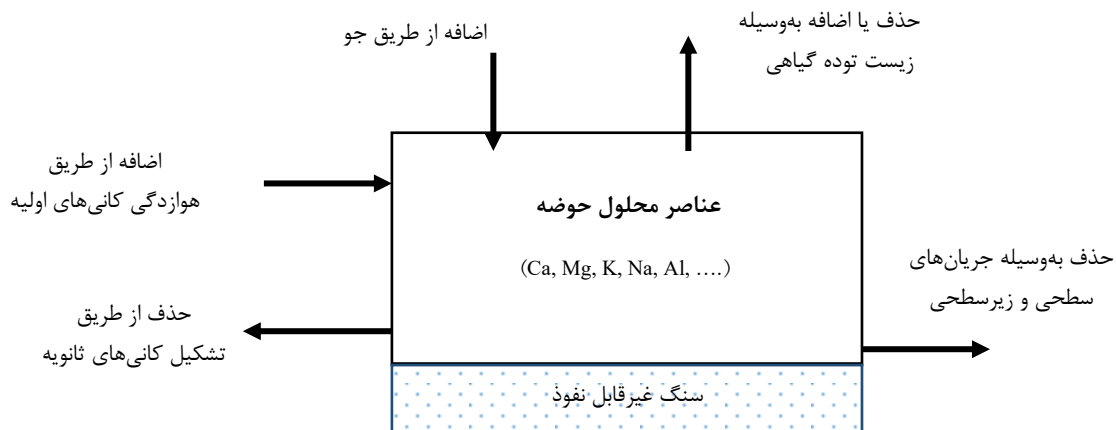 اضافه از طریق جو
حذف یا اضافه به‌وسیله
زیست توده گیاهی
اضافه از طریق
هوازدگی کانی‌های اولیه
عناصر محلول حوضه
(Ca, Mg, K, Na, Al, ….)
حذف به‌وسیله جریان‌های
سطحی و زیرسطحی
حذف از طریق
تشکیل کانی‌های ثانویه
سنگ غیرقابل نفوذ